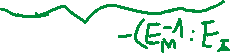 -(E_M^{-1} : E_I